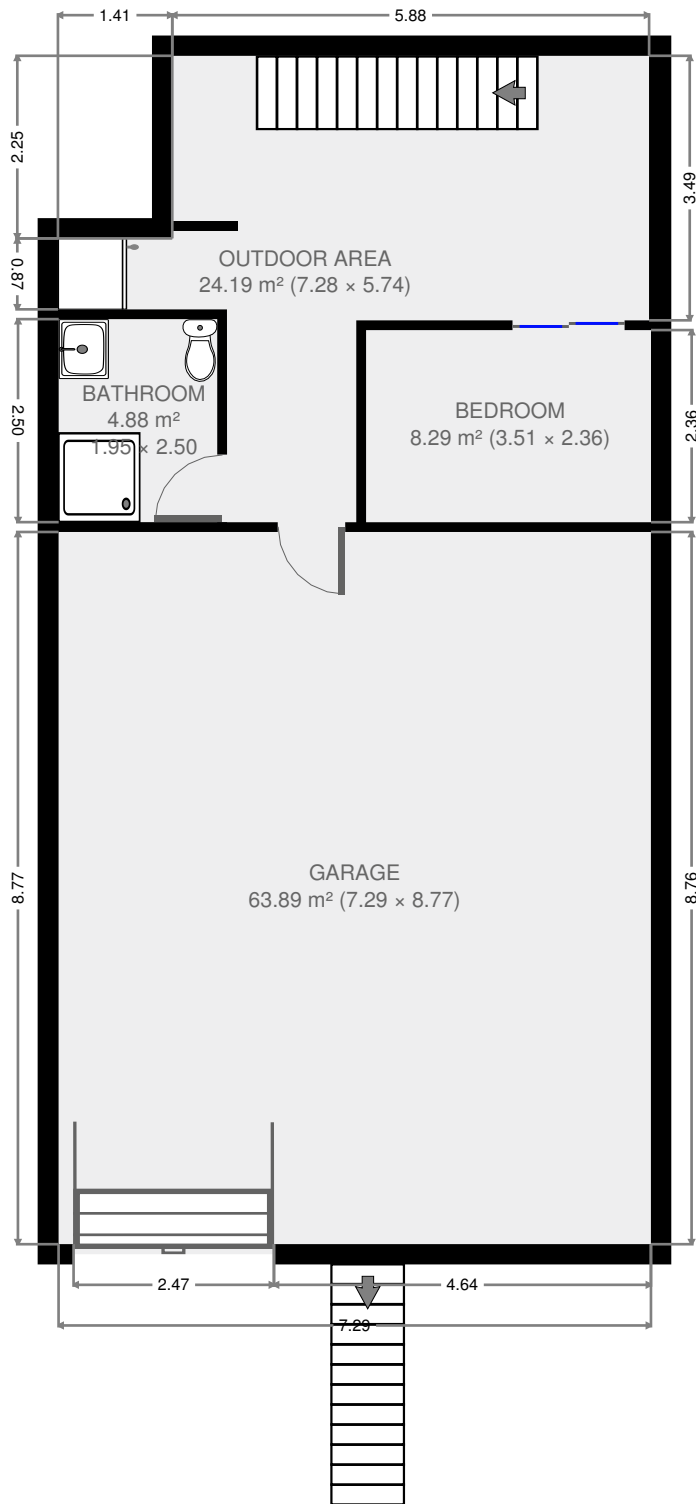 1.41
5.88
2.25
3.49
OUTDOOR AREA
24.19 m² (7.28 × 5.74)
0.87
BATHROOM
4.88 m²
1.95 × 2.50
2.50
BEDROOM
8.29 m² (3.51 × 2.36)
2.36
GARAGE
63.89 m² (7.29 × 8.77)
8.77
8.76
2.47
4.64
7.29